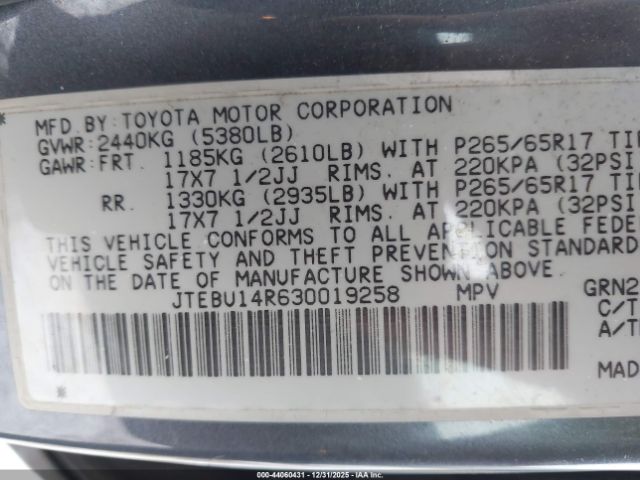 MFD.BY:TOYOTA MOTOR CORPORATION
GVWR:2440KG (5380LB)
GAWR:FRT. 1185KG (2610LB) WITH P265/65R17
17X7 1/2JJ RIMS. AT 220KPA (32PSI
RR. 1330KG (2935LB) WITH P265/65R17
17X7 1/2JJ RIMS. AT 220KPA (32PSI
THIS VEHICLE CONFORMS TO ALL APPLICABLE
VEHICLE SAFETY AND THEFT PREVENTION STANDARD
ON THE DATE OF MANUFACTURE SHOWN ABOVE.
JTEBU14R630019258 MPV GRN2
C/T
A/T
MAD
© 00-44060431 - 12/31/2025 - IAA Inc. ©